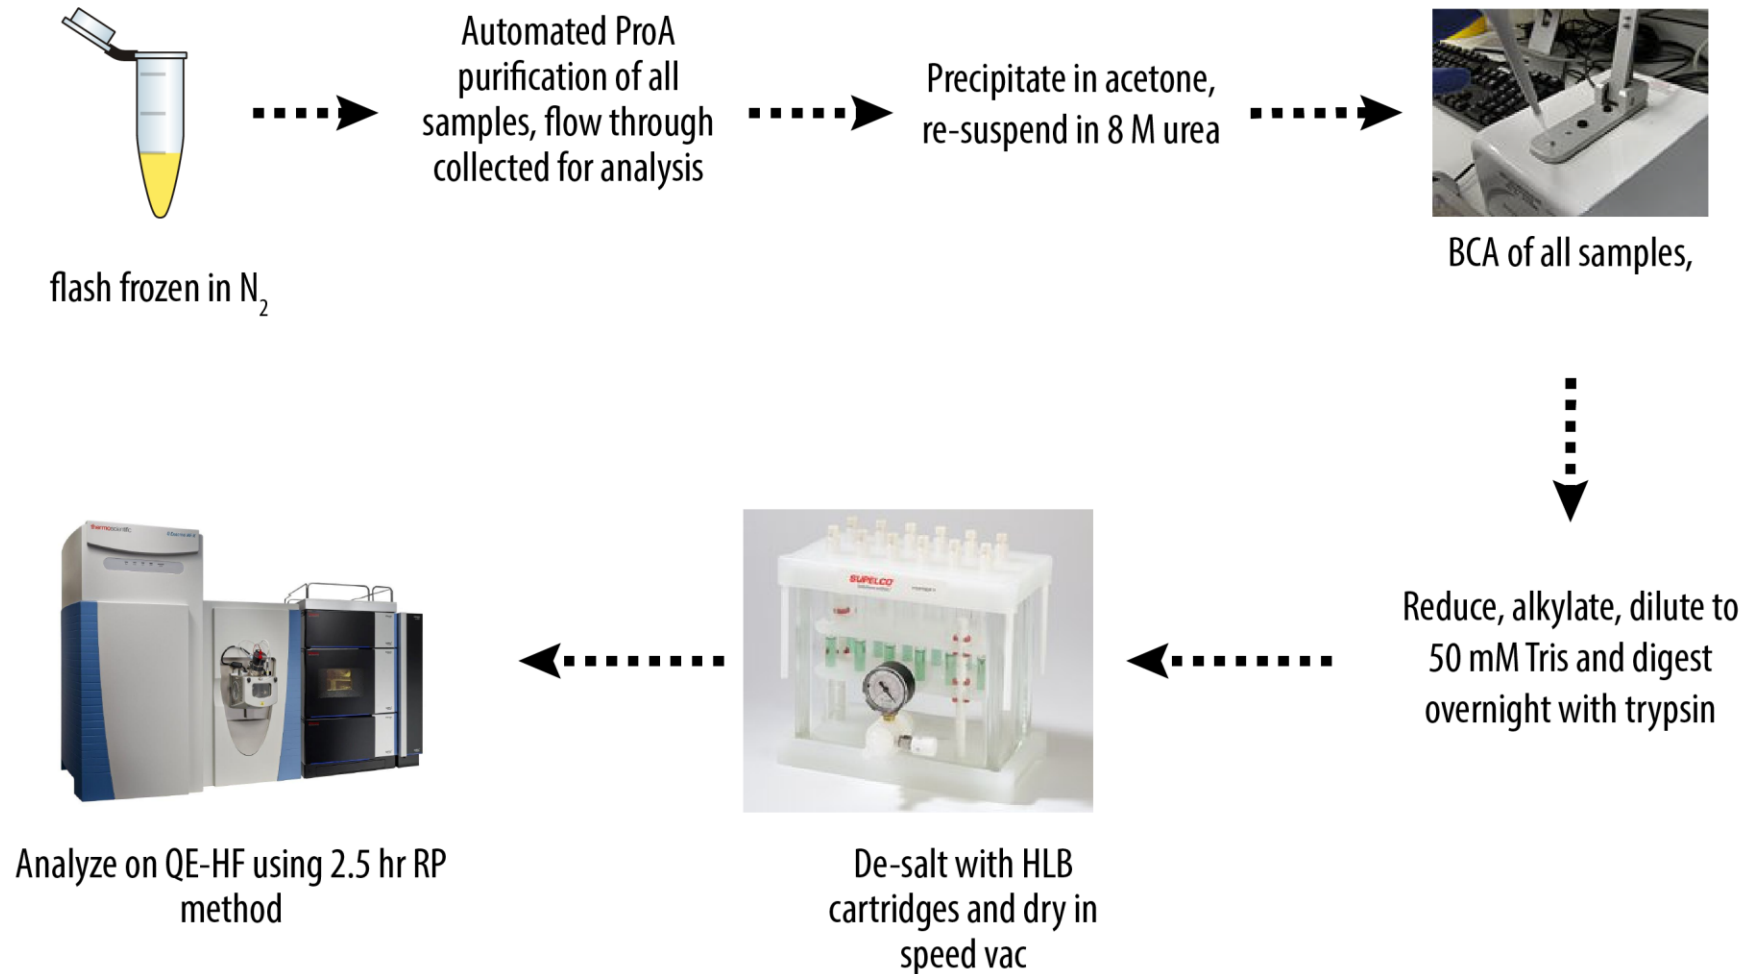 Automated ProA
purification of all
samples, flow through
collected for analysis
Precipitate in acetone,
re-suspend in 8 M urea
flash frozen in N₂
BCA of all samples,
Reduce, alkylate, dilute to
50 mM Tris and digest
overnight with trypsin
SUPELCO
De-salt with HLB
cartridges and dry in
speed vac
thermo scientific
Analyze on QE-HF using 2.5 hr RP
method